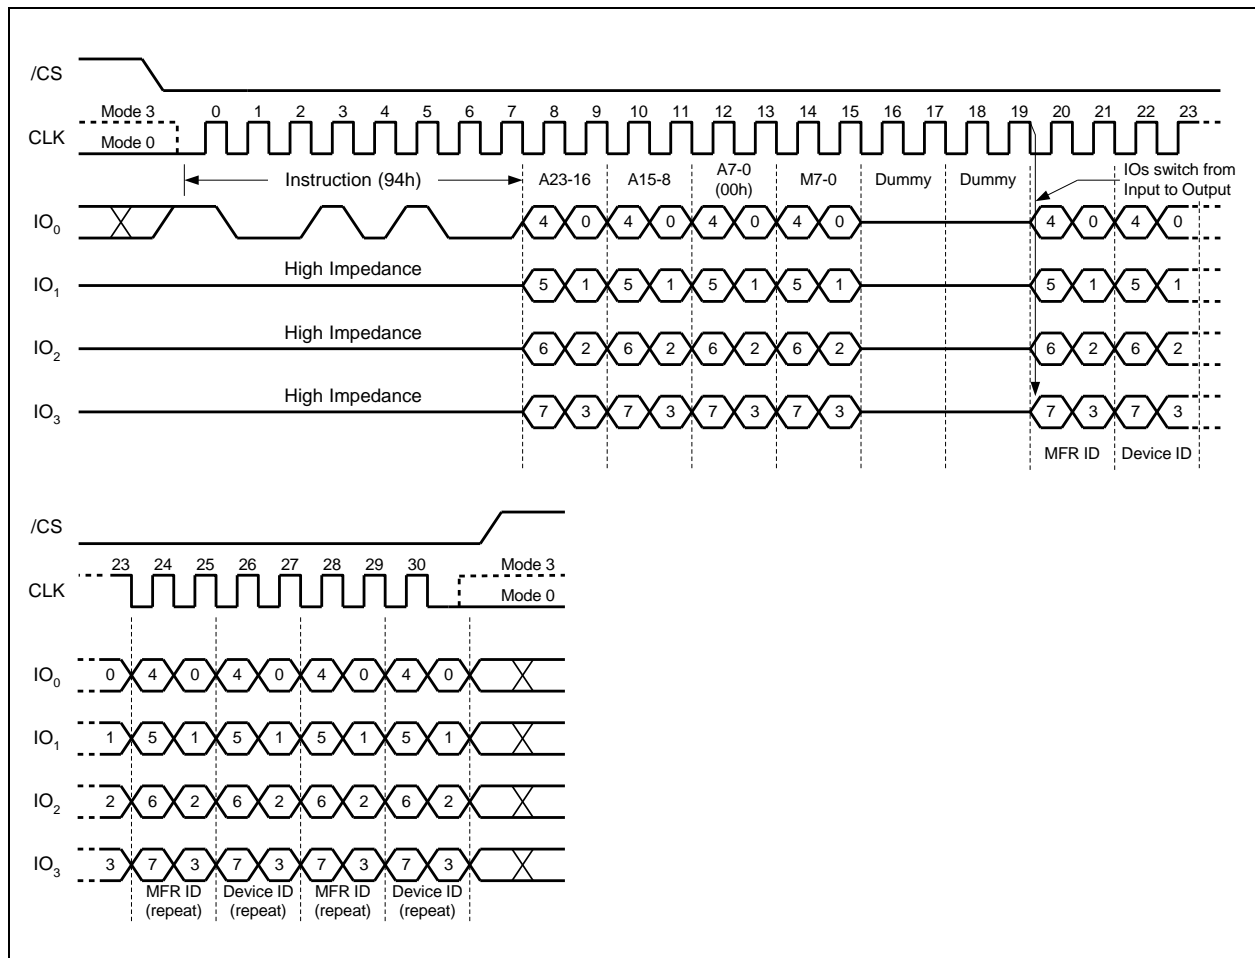 /CS
Mode 3 0 1 2 3 4 5 6 7 8 9 10 11 12 13 14 15 16 17 18 19 20 21 22 23
CLK Mode 0
Instruction (94h) A23-16 A15-8 A7-0 M7-0 Dummy Dummy IOs switch from
(00h) Input to Output
IO0 4 0 4 0 4 0 4 0 4 0 4 0
High Impedance
IO1 5 1 5 1 5 1 5 1 5 1 5 1
High Impedance
IO2 6 2 6 2 6 2 6 2 6 2 6 2
High Impedance
IO3 7 3 7 3 7 3 7 3 7 3 7 3
MFR ID Device ID
/CS
23 24 25 26 27 28 29 30 Mode 3
CLK Mode 0
IO0 0 4 0 4 0 4 0 4 0
IO1 1 5 1 5 1 5 1 5 1
IO2 2 6 2 6 2 6 2 6 2
IO3 3 7 3 7 3 7 3 7 3
MFR ID Device ID MFR ID Device ID
(repeat) (repeat) (repeat) (repeat)